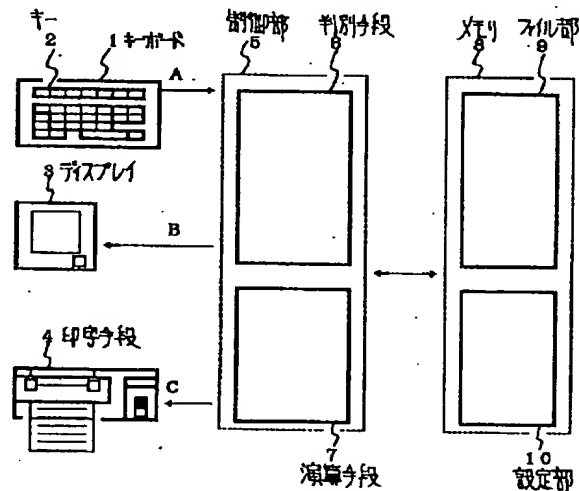 キー
2
1 キーボード
A
3 ディスプレイ
B
4 印字手段
C
制御部
5
判別手段
6
7
演算手段
メモリ
8
ファイル部
9
10
設定部